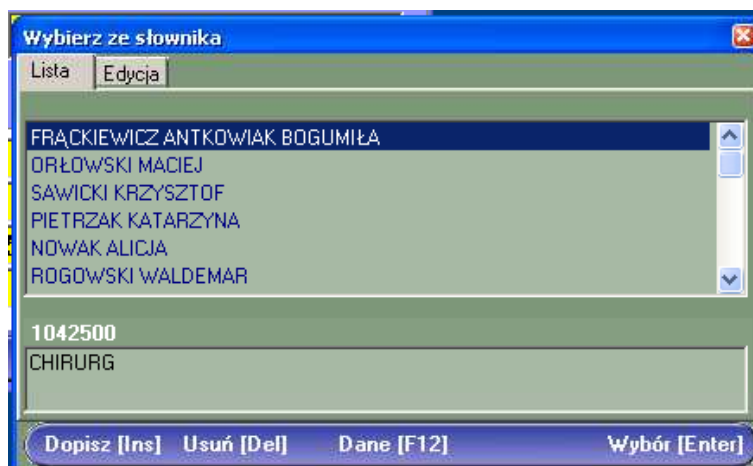 Wybierz ze słownika
Lista Edycja
FRĄCKIEWICZ ANTKOWIAK BOGUMIŁA
ORŁOWSKI MACIEJ
SAWICKI KRZYSZTOF
PIETRZAK KATARZYNA
NOWAK ALICJA
ROGOWSKI WALDEMAR
1042500
CHIRURG
Dopisz [Ins] Usuń [Del] Dane [F12] Wybór [Enter]